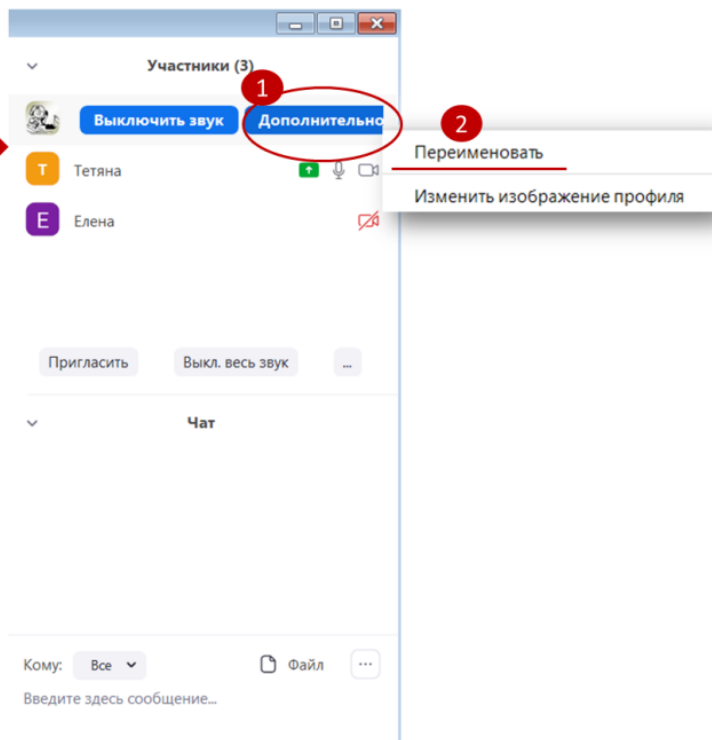 Участники (3)
1
Выключить звук
Дополнительно
2
Переименовать
Изменить изображение профиля
Т
Тетяна
Е
Елена
Пригласить
Выкл. весь звук
...
Чат
Кому:
Все
Файл
...
Введите здесь сообщение...